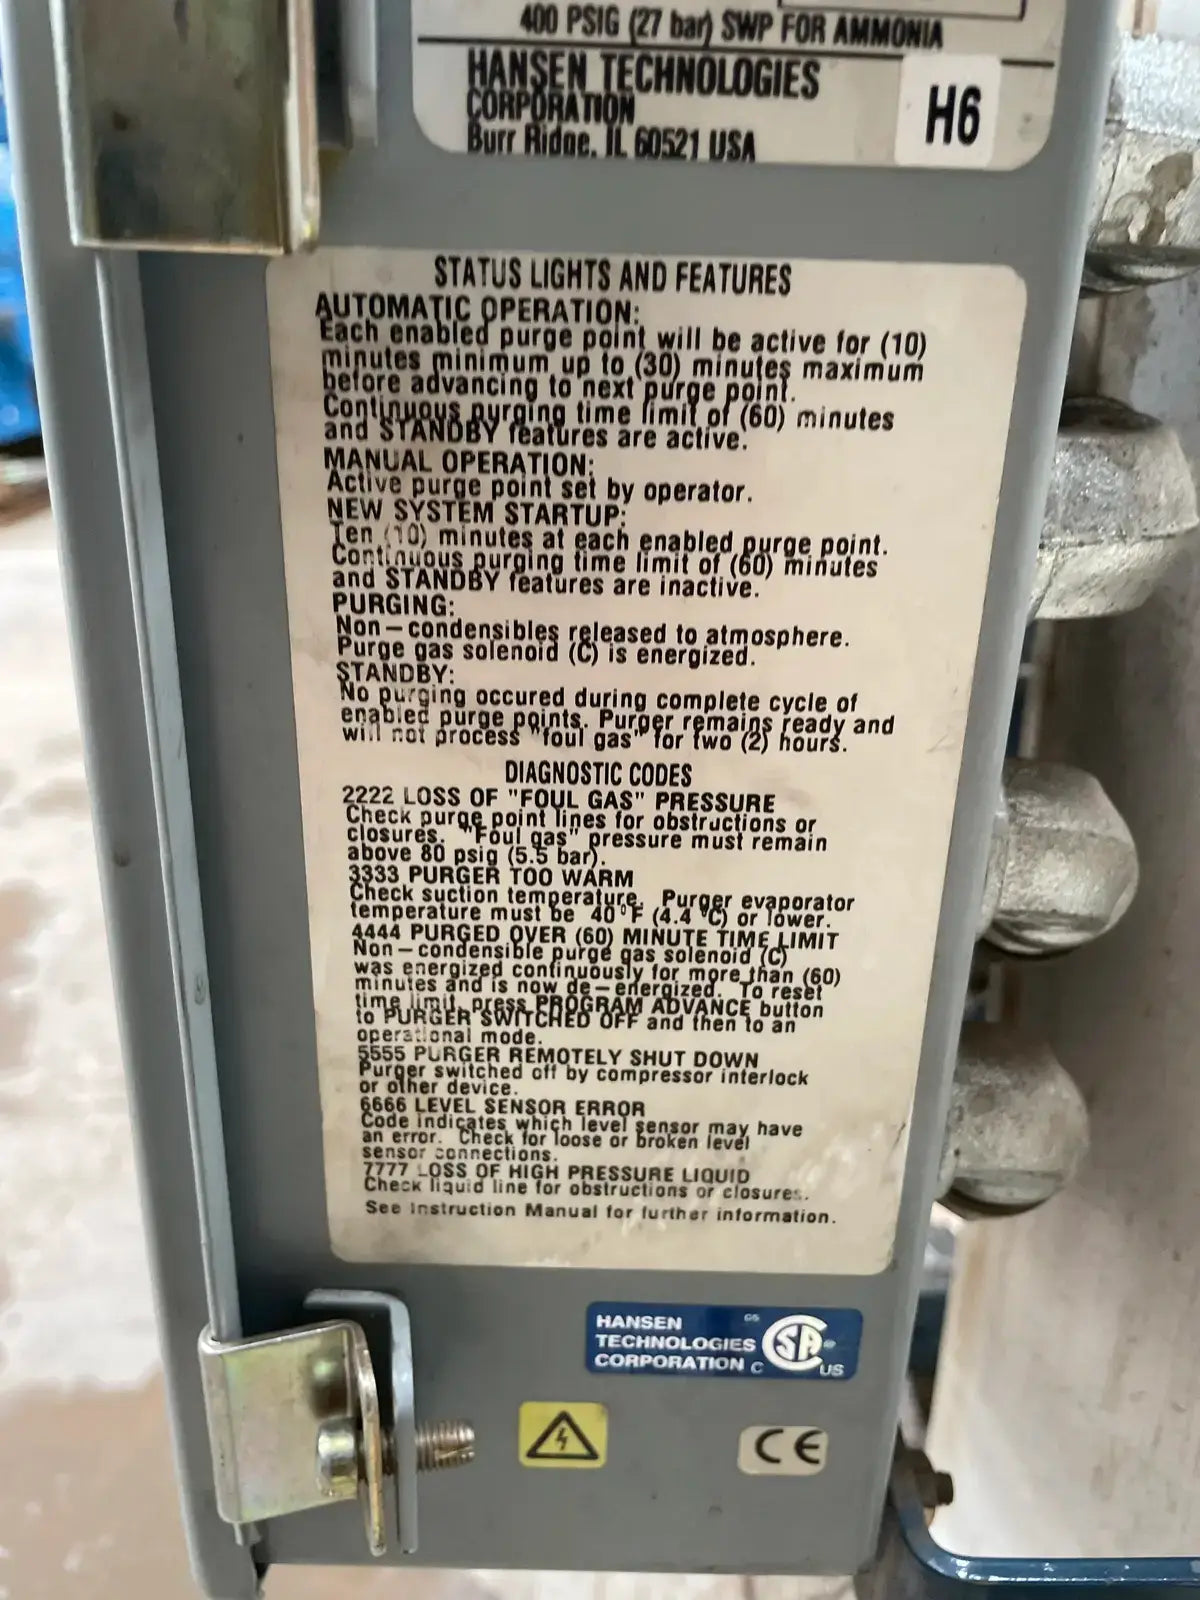 400 PSIG (27 bar) SWP FOR AMMONIA
HANSEN TECHNOLOGIES
CORPORATION
Burr Ridge, IL 60521 USA
H6
STATUS LIGHTS AND FEATURES
AUTOMATIC OPERATION:
Each enabled purge point will be active for (10)
minutes minimum up to (30) minutes maximum
before advancing to next purge point.
Continuous purging time limit of (60) minutes
and STANDBY features are active.
MANUAL OPERATION:
Active purge point set by operator.
NEW SYSTEM STARTUP:
Ten (10) minutes at each enabled purge point.
Continuous purging time limit of (60) minutes
and STANDBY features are inactive.
PURGING:
Non-condensibles released to atmosphere.
Purge gas solenoid (C) is energized.
STANDBY:
No purging occured during complete cycle of
enabled purge points. Purger remains ready and
will not process "foul gas" for two (2) hours.
DIAGNOSTIC CODES
2222 LOSS OF "FOUL GAS" PRESSURE
Check purge point lines for obstructions or
closures. "Foul gas" pressure must remain
above 80 psig (5.5 bar).
3333 PURGER TOO WARM
Check suction temperature. Purger evaporator
temperature must be 40°F (4.4 °C) or lower.
4444 PURGED OVER (60) MINUTE TIME LIMIT
Non-condensible purge gas solenoid (C)
was energized continuously for more than (60)
minutes and is now de-energized. To reset
time limit, press PROGRAM ADVANCE button
to PURGER SWITCHED OFF and then to an
operational mode.
5555 PURGER REMOTELY SHUT DOWN
Purger switched off by compressor interlock
or other device.
6666 LEVEL SENSOR ERROR
Code indicates which level sensor may have
an error. Check for loose or broken level
sensor connections.
7777 LOSS OF HIGH PRESSURE LIQUID
Check liquid line for obstructions or closures.
See Instruction Manual for further information.
HANSEN
TECHNOLOGIES
CORPORATION
C SA US
CE